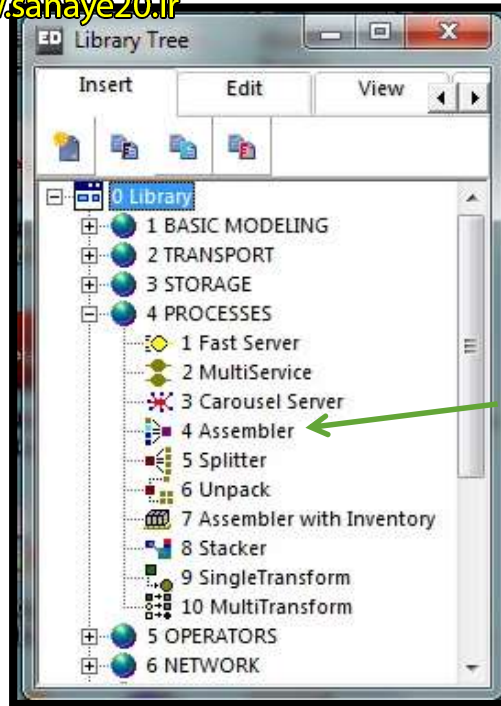 .sanaye20.ir
ED Library Tree
Insert Edit View
0 Library
1 BASIC MODELING
2 TRANSPORT
3 STORAGE
4 PROCESSES
1 Fast Server
2 MultiService
3 Carousel Server
4 Assembler
5 Splitter
6 Unpack
7 Assembler with Inventory
8 Stacker
9 SingleTransform
10 MultiTransform
5 OPERATORS
6 NETWORK